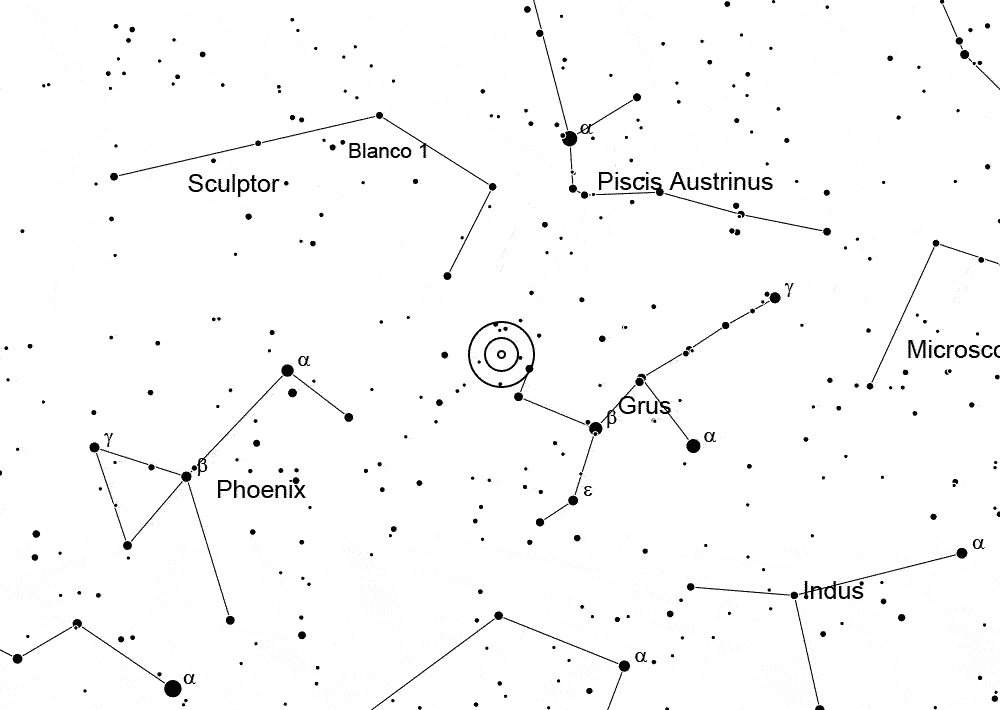 α
Blanco 1
Sculptor
Piscis Austrinus
γ
Microsco
α
Grus
β
α
γ
β
Phoenix
ε
α
Indus
α
α